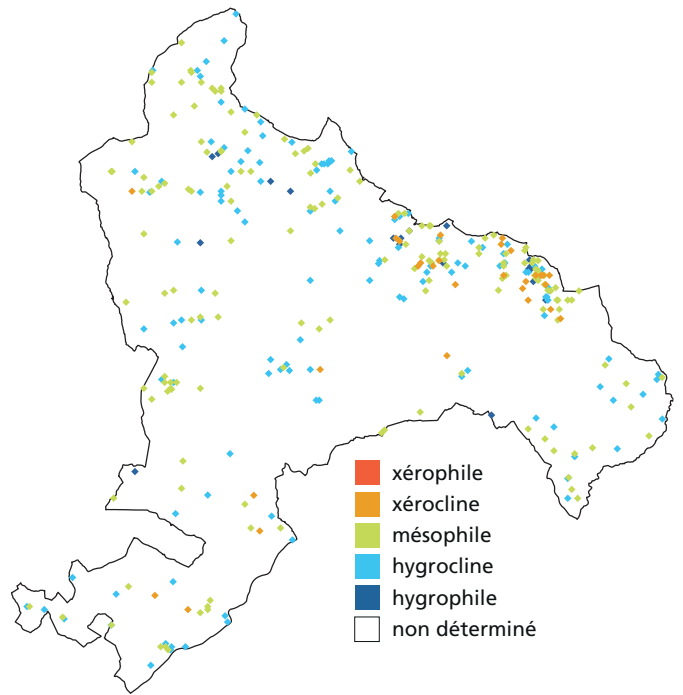 xérophile
xérocline
mésophile
hygrocline
hygrophile
non déterminé